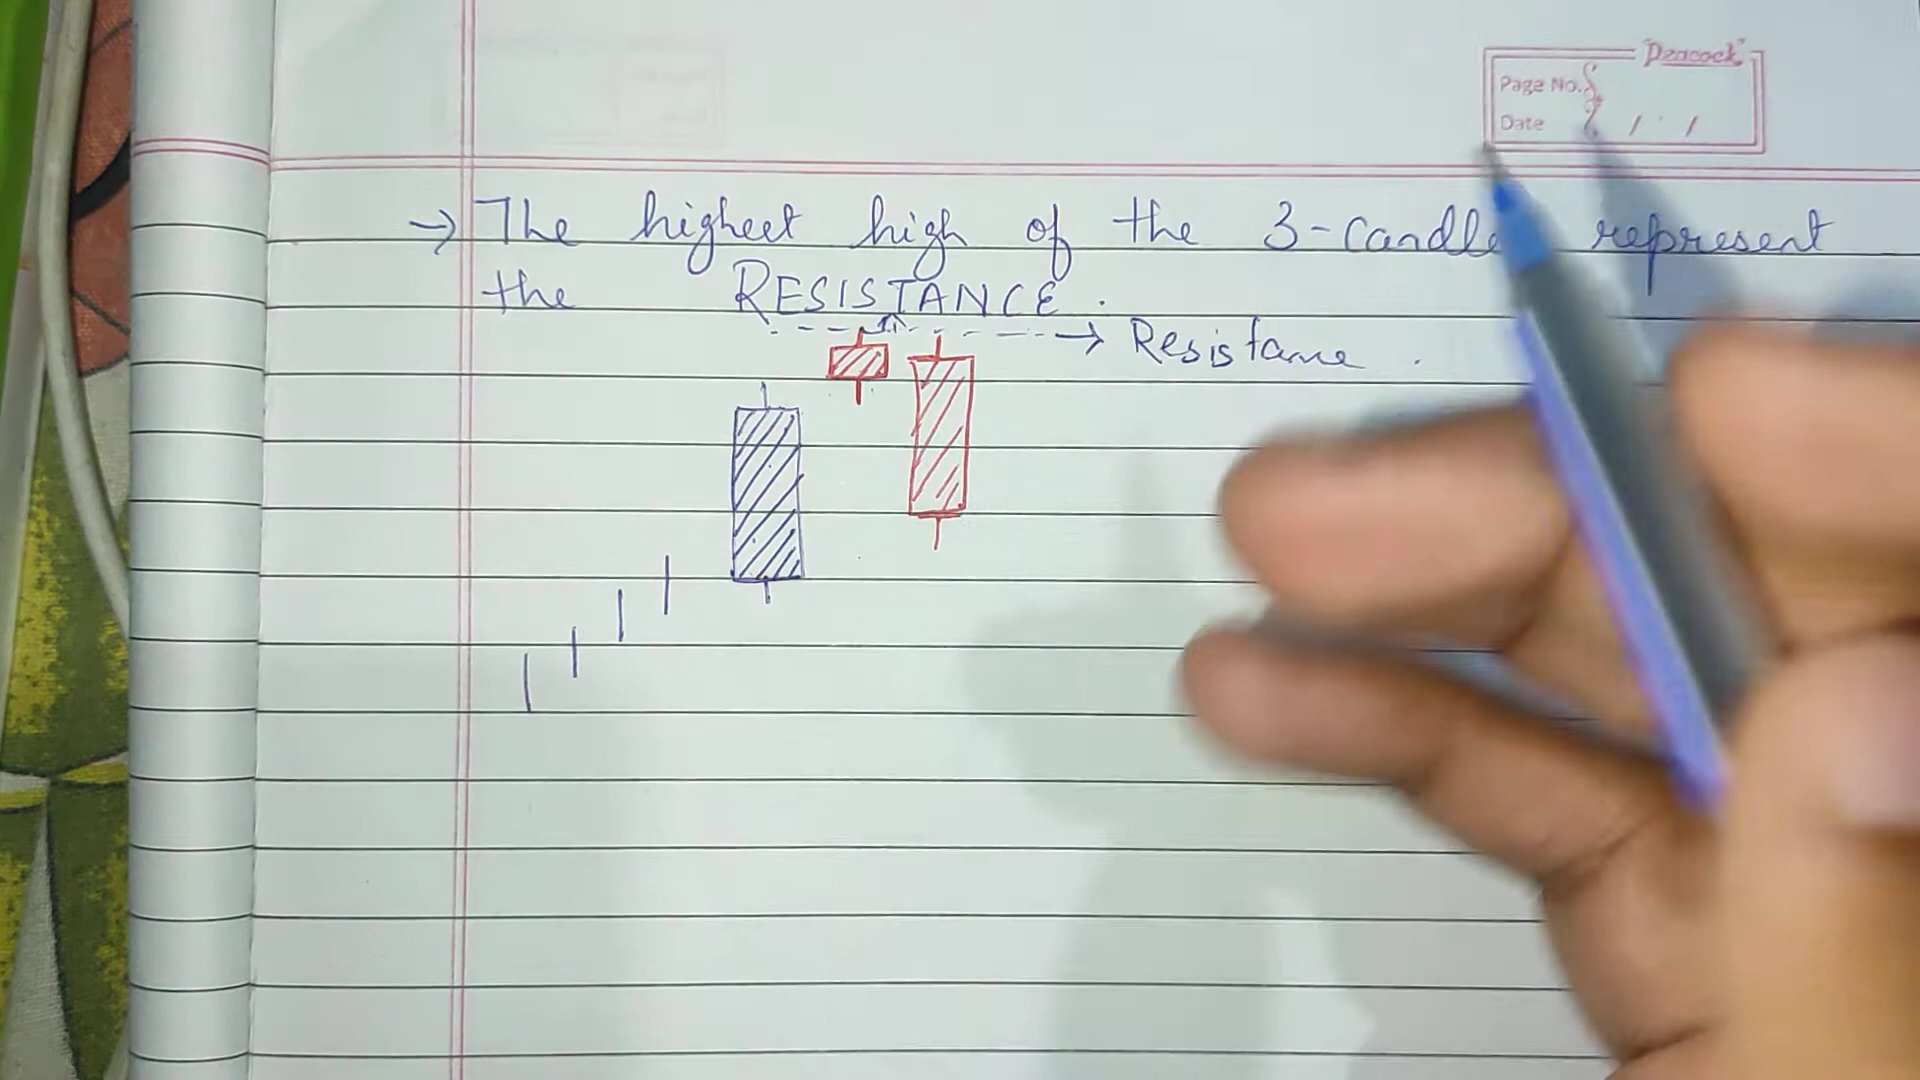 "Peacock"
Page No.
Date / /
→ The highest high of the 3-candle represent
the RESISTANCE.
→ Resistance.